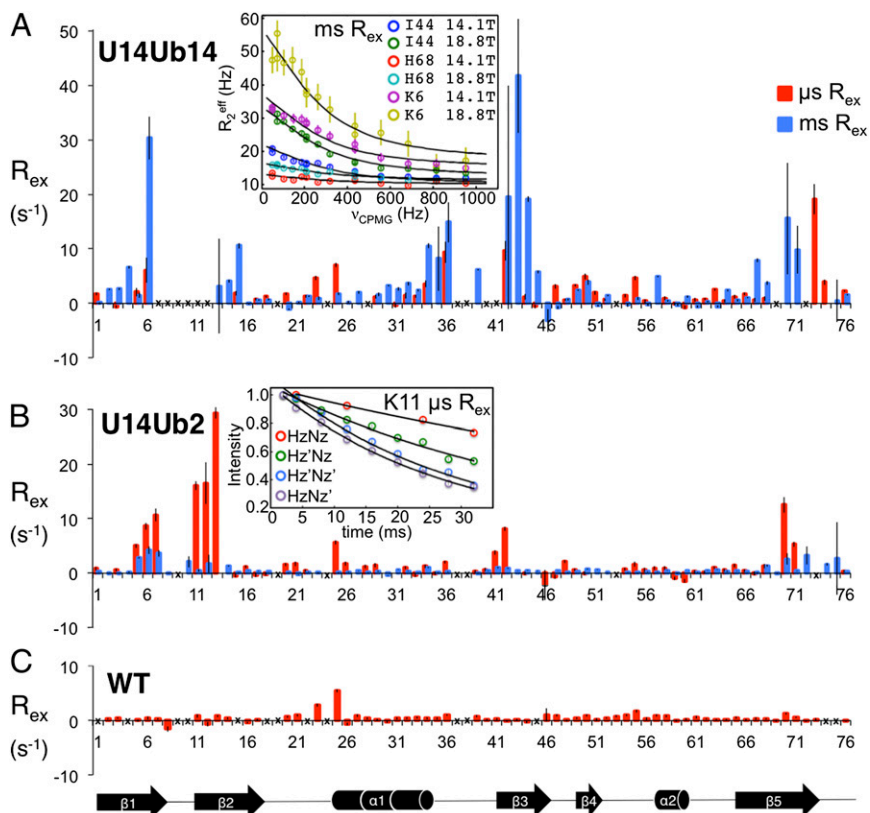 A
U14Ub14
ms Rex
I44 14.1T
I44 18.8T
H68 14.1T
H68 18.8T
K6 14.1T
K6 18.8T
R2eff (Hz)
60
50
40
30
20
10
0 200 400 600 800 1000
νCPMG (Hz)
μs Rex
ms Rex
Rex
(s-1)
50
40
30
20
10
0
-10
x x x x x x x x x x x x x
1 6 11 16 21 26 31 36 41 46 51 56 61 66 71 76
B
U14Ub2
K11 μs Rex
HzNz
Hz'Nz
Hz'Nz'
HzNz'
Intensity
1.0
0.8
0.6
0.4
0.2
0 5 10 15 20 25 30
time (ms)
Rex
(s-1)
30
20
10
0
-10
x x x x x x
1 6 11 16 21 26 31 36 41 46 51 56 61 66 71 76
C
WT
Rex
(s-1)
10
0
-10
1 6 11 16 21 26 31 36 41 46 51 56 61 66 71 76
β1 β2 α1 β3 β4 α2 β5